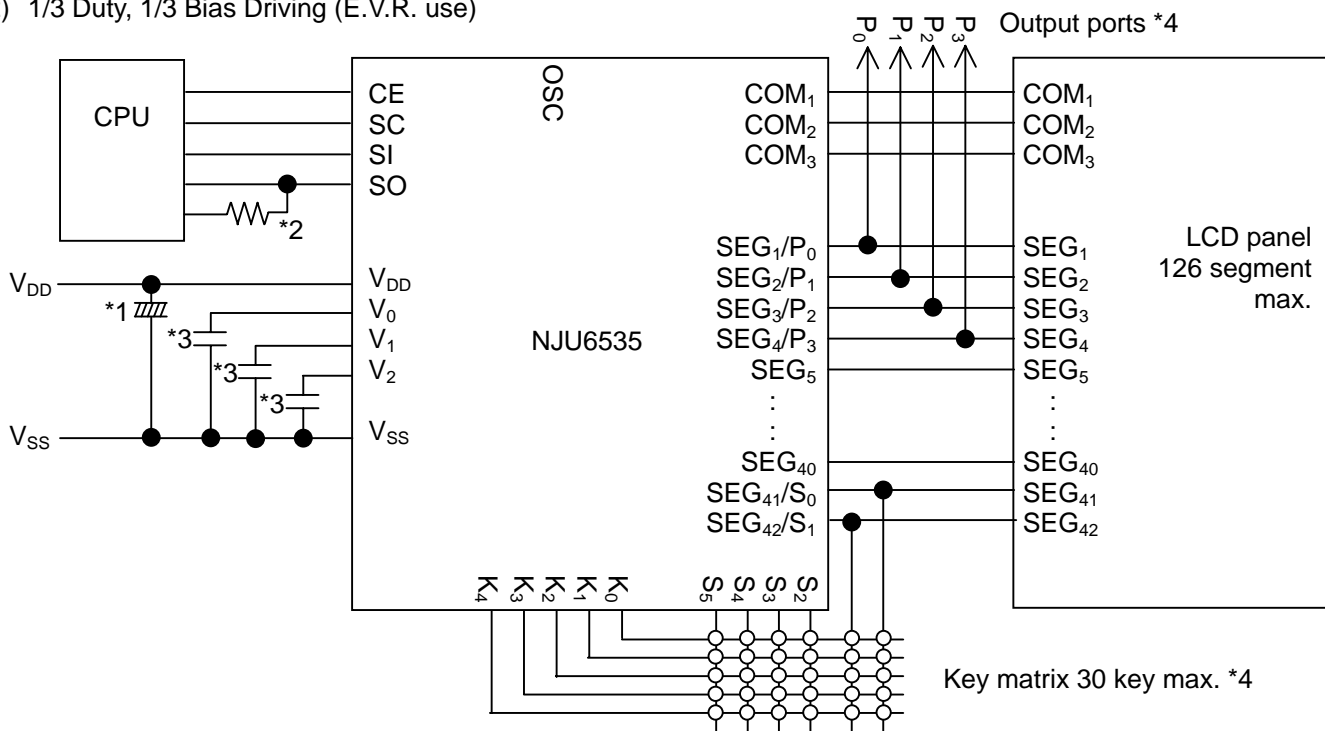 ) 1/3 Duty, 1/3 Bias Driving (E.V.R. use)
P₀ P₁ P₂ P₃ Output ports *4
CPU
CE
SC
SI
SO
*2
OSC
COM₁
COM₂
COM₃
COM₁
COM₂
COM₃
V_DD
*1
*3
*3
*3
V_SS
V_DD
V₀
V₁
V₂
V_SS
NJU6535
SEG₁/P₀
SEG₂/P₁
SEG₃/P₂
SEG₄/P₃
SEG₅
:
:
SEG₄₀
SEG₄₁/S₀
SEG₄₂/S₁
SEG₁
SEG₂
SEG₃
SEG₄
SEG₅
:
:
SEG₄₀
SEG₄₁
SEG₄₂
LCD panel
126 segment
max.
K₄ K₃ K₂ K₁ K₀
S₅ S₄ S₃ S₂
Key matrix 30 key max. *4